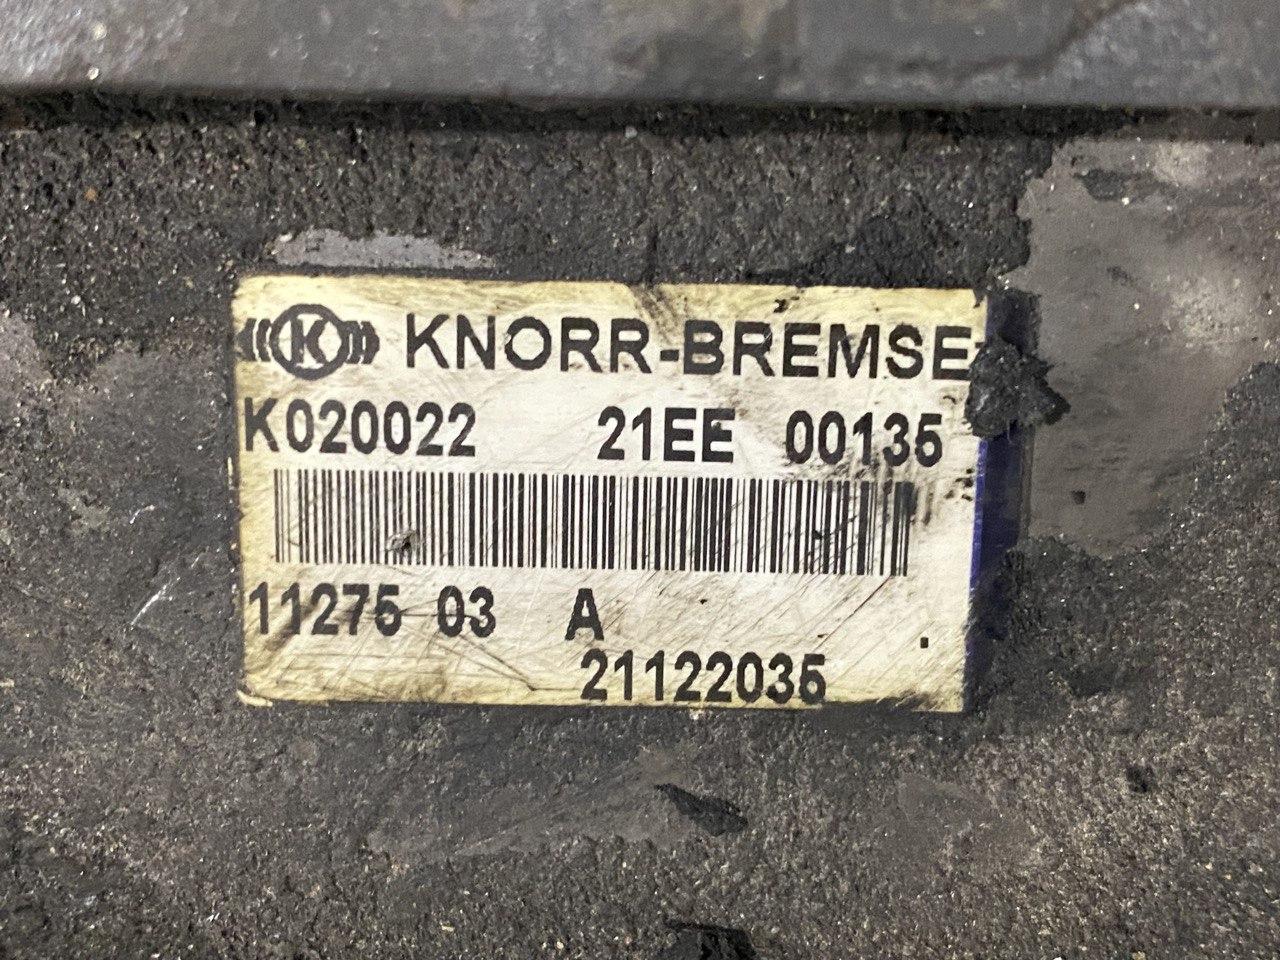 K KNORR-BREMSE
K020022 21EE 00135
11275 03 A
21122035